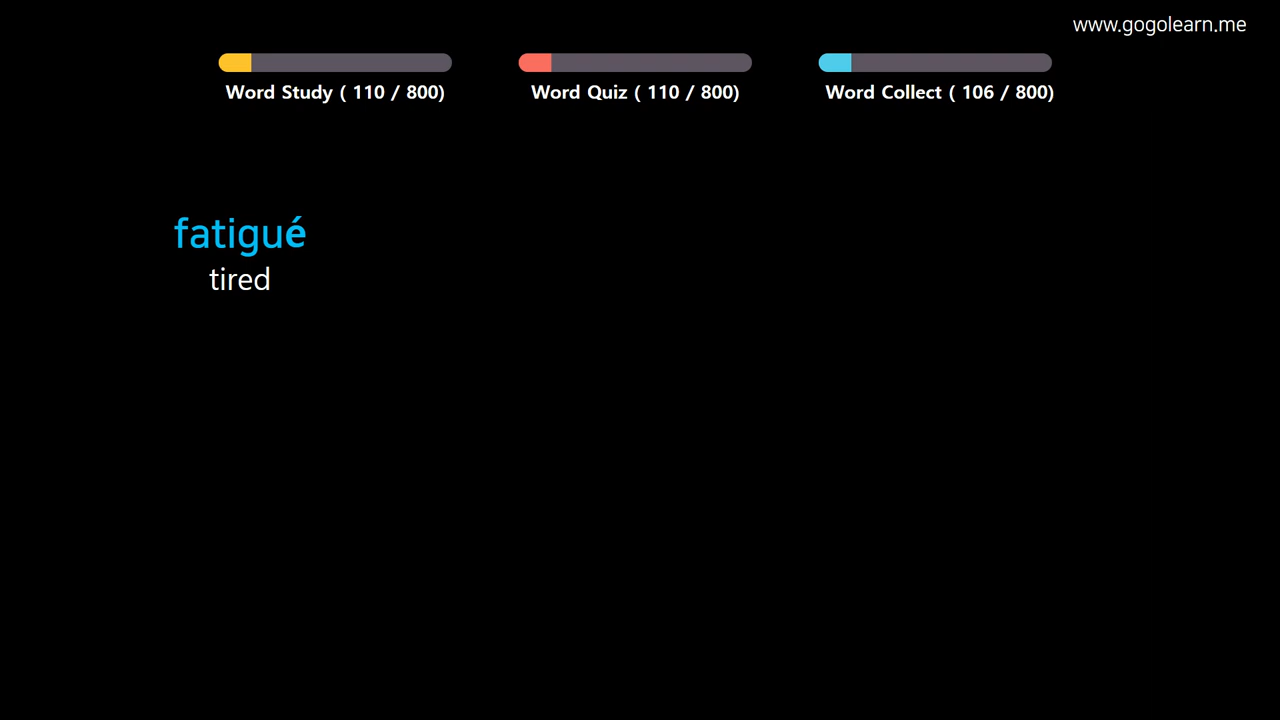 www.gogolearn.me
Word Study ( 110 / 800)
Word Quiz ( 110 / 800)
Word Collect ( 106 / 800)
fatigué
tired